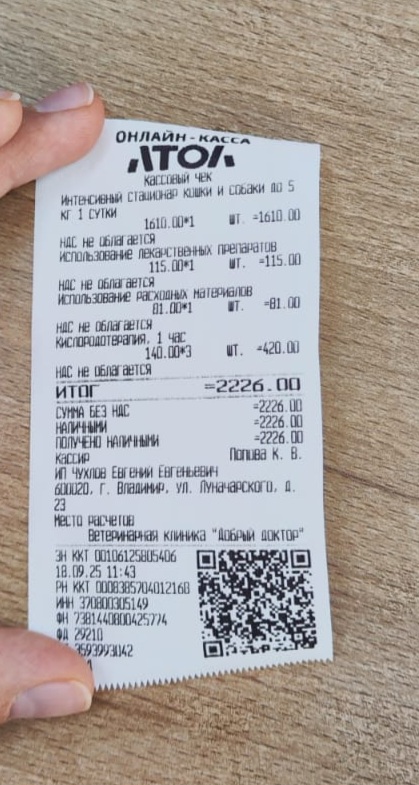 ОНЛАЙН-КАССА
АТОЛ
КАССОВЫЙ ЧЕК
ИНТЕНСИВНЫЙ СТАЦИОНАР КОШКИ И СОБАКИ ДО 5
КГ 1 СУТКИ
1610.00*1 ШТ. =1610.00
НДС НЕ ОБЛАГАЕТСЯ
ИСПОЛЬЗОВАНИЕ ЛЕКАРСТВЕННЫХ ПРЕПАРАТОВ
115.00*1 ШТ. =115.00
НДС НЕ ОБЛАГАЕТСЯ
ИСПОЛЬЗОВАНИЕ РАСХОДНЫХ МАТЕРИАЛОВ
81.00*1 ШТ. =81.00
НДС НЕ ОБЛАГАЕТСЯ
КИСЛОРОДОТЕРАПИЯ, 1 ЧАС
140.00*3 ШТ. =420.00
НДС НЕ ОБЛАГАЕТСЯ
ИТОГ =2226.00
СУММА БЕЗ НДС =2226.00
НАЛИЧНЫМИ =2226.00
ПОЛУЧЕНО НАЛИЧНЫМИ =2226.00
КАССИР ПОПОВА К. В.
ИП ЧУХЛОВ ЕВГЕНИЙ ЕВГЕНЬЕВИЧ
600020, Г. ВЛАДИМИР, УЛ. ЛУНАЧАРСКОГО, Д.
23
МЕСТО РАСЧЕТОВ
ВЕТЕРИНАРНАЯ КЛИНИКА "ДОБРЫЙ ДОКТОР"
ЗН ККТ 00106125805406
18.09.25 11:43
РН ККТ 0008385704012168
ИНН 370800305149
ФН 7381440800425774
ФД 29210
3593993042